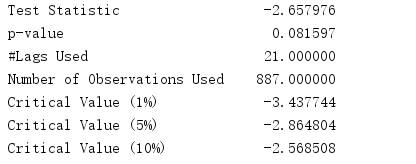 Test Statistic -2.657976
p-value 0.081597
#Lags Used 21.000000
Number of Observations Used 887.000000
Critical Value (1%) -3.437744
Critical Value (5%) -2.864804
Critical Value (10%) -2.568508